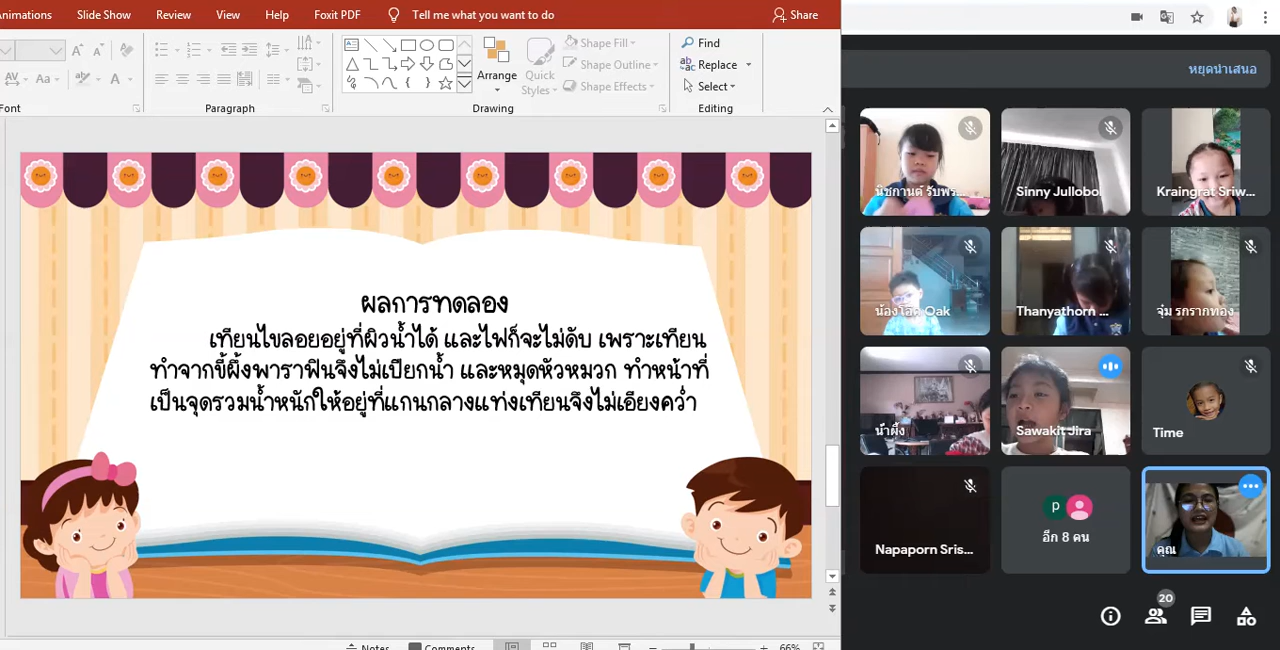 Animations Slide Show Review View Help Foxit PDF Tell me what you want to do Share
Find
Replace
Select
Shape Fill
Shape Outline
Shape Effects
Arrange
Quick
Styles
Font Paragraph Drawing Editing
ผลการทดลอง
เทียนไขลอยอยู่ที่ผิวน้ำได้ และไฟก็จะไม่ดับ เพราะเทียน
ทำจากขี้ผึ้งพาราฟินจึงไม่เปียกน้ำ และหมุดหัวหมวก ทำหน้าที่
เป็นจุดรวมน้ำหนักให้อยู่ที่แกนกลางแท่งเทียนจึงไม่เอียงคว่ำ
Notes Comments 66%
หยุดนำเสนอ
นิชกานต์ รับพร... Sinny Jullobol Kraingrat Sriw...
น้องโอ๊ค Oak Thanyathorn จุ๋ม รกรากทอง
น้ำผึ้ง Sawakit Jira Time
P
Napaporn Sris... อีก 8 คน คุณ
20